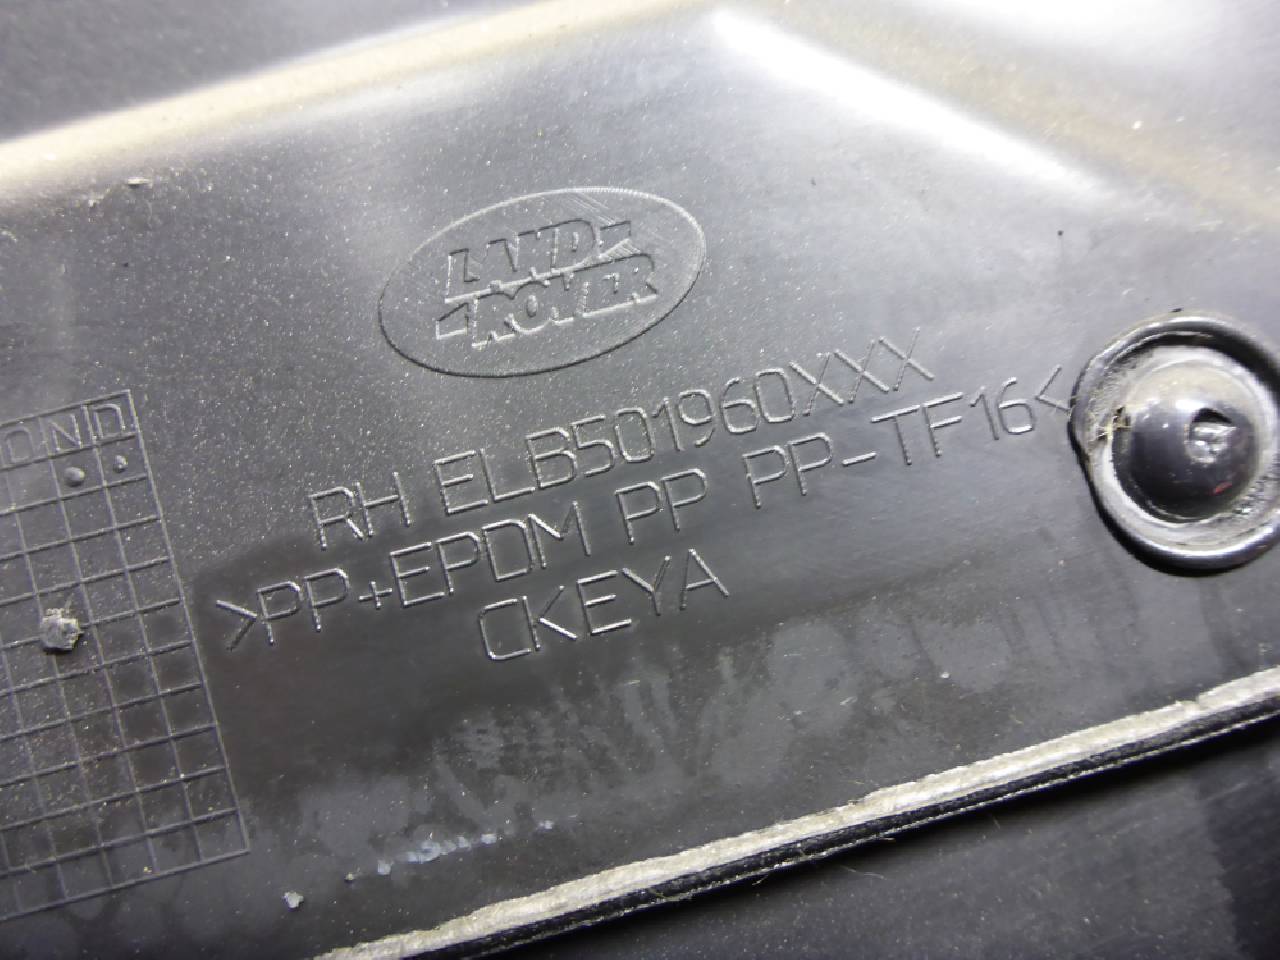 LAND-
-ROVER
RH ELB501960XXX
>PP+EPDM PP PP-TF16<
CKEYA
O N D